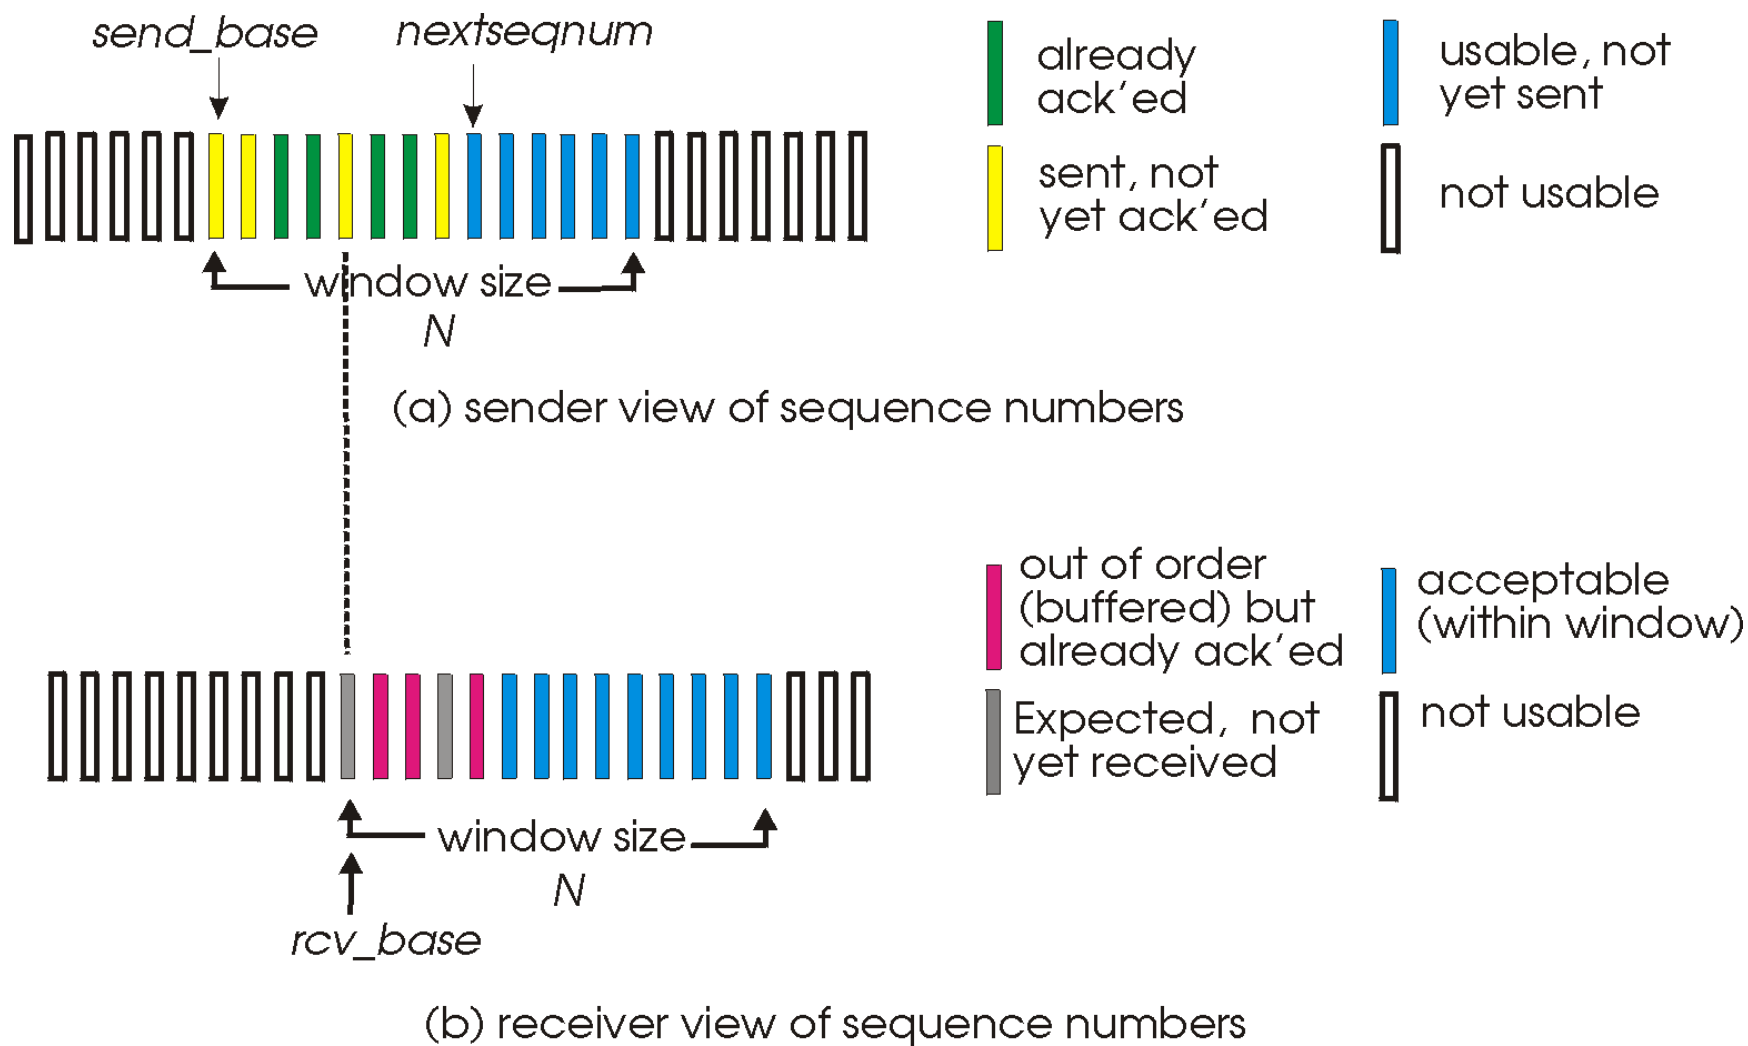 send_base
nextseqnum
already
ack'ed
usable, not
yet sent
sent, not
yet ack'ed
not usable
window size
N
(a) sender view of sequence numbers
out of order
(buffered) but
already ack'ed
acceptable
(within window)
Expected, not
yet received
not usable
window size
N
rcv_base
(b) receiver view of sequence numbers